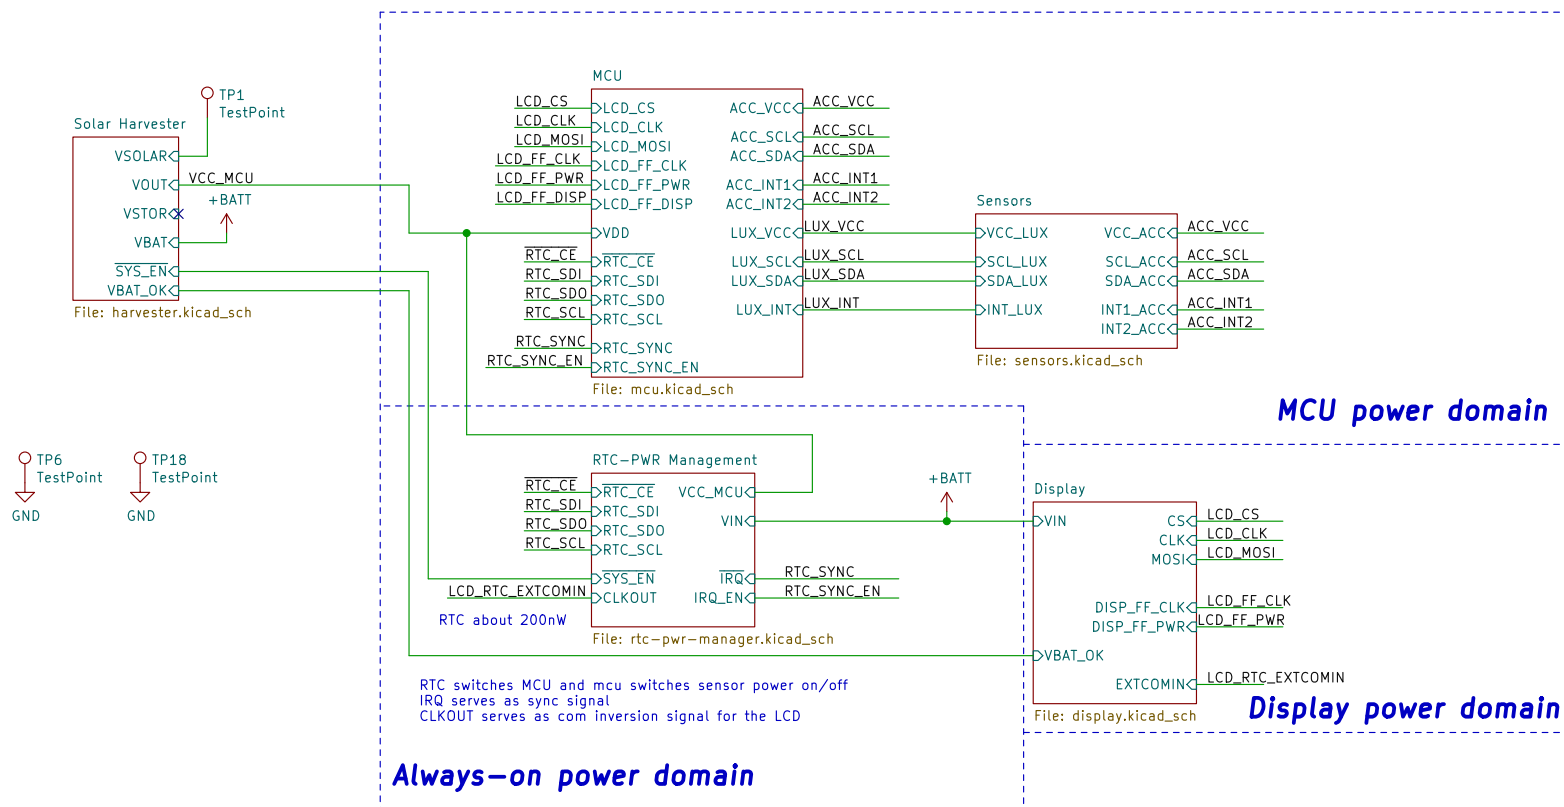 TP1
TestPoint
Solar Harvester
VSOLAR
VOUT
VCC_MCU
VSTOR
+BATT
VBAT
SYS_EN
VBAT_OK
File: harvester.kicad_sch
TP6
TestPoint
GND
TP18
TestPoint
GND
MCU
LCD_CS
LCD_CS
LCD_CLK
LCD_CLK
LCD_MOSI
LCD_MOSI
LCD_FF_CLK
LCD_FF_CLK
LCD_FF_PWR
LCD_FF_PWR
LCD_FF_DISP
LCD_FF_DISP
VDD
RTC_CE
RTC_CE
RTC_SDI
RTC_SDI
RTC_SDO
RTC_SDO
RTC_SCL
RTC_SCL
RTC_SYNC
RTC_SYNC
RTC_SYNC_EN
RTC_SYNC_EN
ACC_VCC
ACC_VCC
ACC_SCL
ACC_SCL
ACC_SDA
ACC_SDA
ACC_INT1
ACC_INT1
ACC_INT2
ACC_INT2
LUX_VCC
LUX_VCC
LUX_SCL
LUX_SCL
LUX_SDA
LUX_SDA
LUX_INT
LUX_INT
File: mcu.kicad_sch
Sensors
VCC_LUX
SCL_LUX
SDA_LUX
INT_LUX
VCC_ACC
ACC_VCC
SCL_ACC
ACC_SCL
SDA_ACC
ACC_SDA
INT1_ACC
ACC_INT1
INT2_ACC
ACC_INT2
File: sensors.kicad_sch
MCU power domain
RTC-PWR Management
RTC_CE
RTC_CE
RTC_SDI
RTC_SDI
RTC_SDO
RTC_SDO
RTC_SCL
RTC_SCL
SYS_EN
LCD_RTC_EXTCOMIN
CLKOUT
VCC_MCU
VIN
IRQ
RTC_SYNC
IRQ_EN
RTC_SYNC_EN
+BATT
RTC about 200nW
File: rtc-pwr-manager.kicad_sch
RTC switches MCU and mcu switches sensor power on/off
IRQ serves as sync signal
CLKOUT serves as com inversion signal for the LCD
Always-on power domain
Display
VIN
VBAT_OK
CS
LCD_CS
CLK
LCD_CLK
MOSI
LCD_MOSI
DISP_FF_CLK
LCD_FF_CLK
DISP_FF_PWR
LCD_FF_PWR
EXTCOMIN
LCD_RTC_EXTCOMIN
File: display.kicad_sch
Display power domain